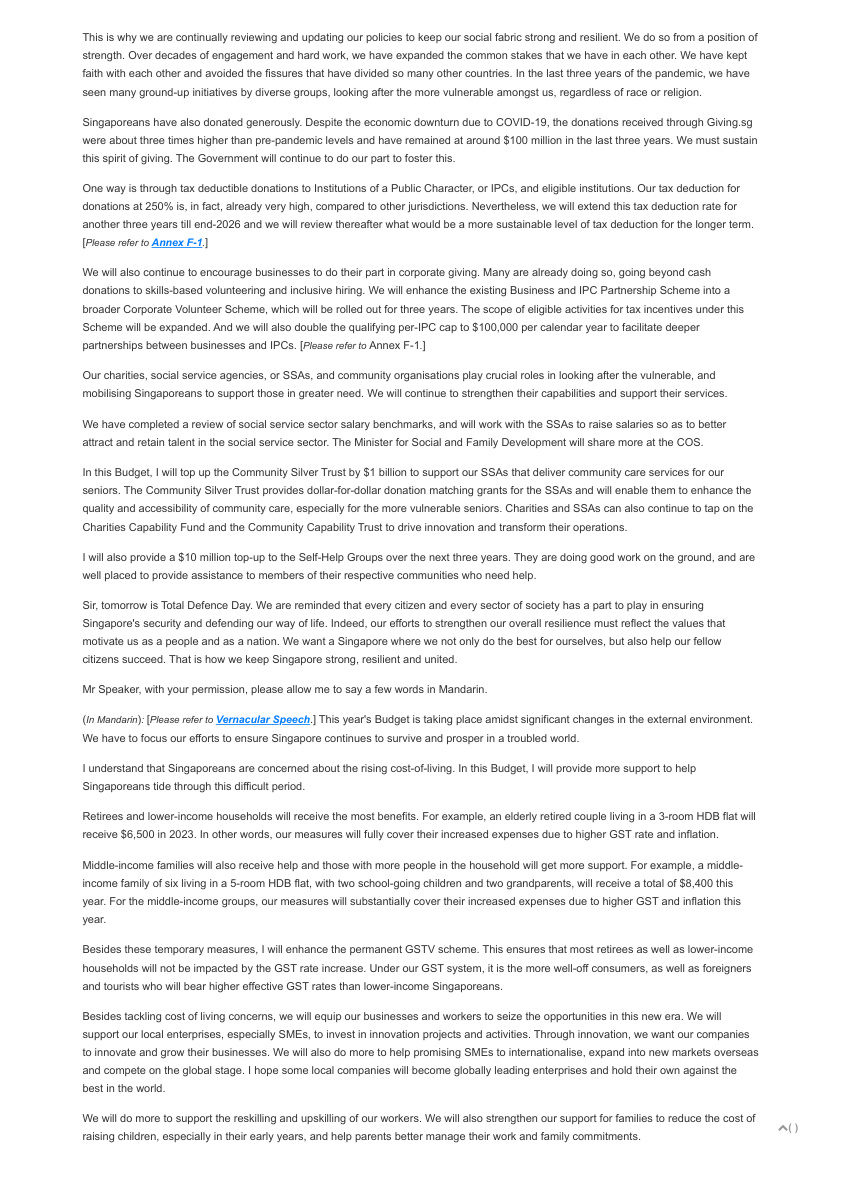 This is why we are continually reviewing and updating our policies to keep our social fabric strong and resilient. We do so from a position of
strength. Over decades of engagement and hard work, we have expanded the common stakes that we have in each other. We have kept
faith with each other and avoided the fissures that have divided so many other countries. In the last three years of the pandemic, we have
seen many ground-up initiatives by diverse groups, looking after the more vulnerable amongst us, regardless of race or religion.
Singaporeans have also donated generously. Despite the economic downturn due to COVID-19, the donations received through Giving.sg
were about three times higher than pre-pandemic levels and have remained at around $100 million in the last three years. We must sustain
this spirit of giving. The Government will continue to do our part to foster this.
One way is through tax deductible donations to Institutions of a Public Character, or IPCs, and eligible institutions. Our tax deduction for
donations at 250% is, in fact, already very high, compared to other jurisdictions. Nevertheless, we will extend this tax deduction rate for
another three years till end-2026 and we will review thereafter what would be a more sustainable level of tax deduction for the longer term.
[Please refer to Annex F-1.]
We will also continue to encourage businesses to do their part in corporate giving. Many are already doing so, going beyond cash
donations to skills-based volunteering and inclusive hiring. We will enhance the existing Business and IPC Partnership Scheme into a
broader Corporate Volunteer Scheme, which will be rolled out for three years. The scope of eligible activities for tax incentives under this
Scheme will be expanded. And we will also double the qualifying per-IPC cap to $100,000 per calendar year to facilitate deeper
partnerships between businesses and IPCs. [Please refer to Annex F-1.]
Our charities, social service agencies, or SSAs, and community organisations play crucial roles in looking after the vulnerable, and
mobilising Singaporeans to support those in greater need. We will continue to strengthen their capabilities and support their services.
We have completed a review of social service sector salary benchmarks, and will work with the SSAs to raise salaries so as to better
attract and retain talent in the social service sector. The Minister for Social and Family Development will share more at the COS.
In this Budget, I will top up the Community Silver Trust by $1 billion to support our SSAs that deliver community care services for our
seniors. The Community Silver Trust provides dollar-for-dollar donation matching grants for the SSAs and will enable them to enhance the
quality and accessibility of community care, especially for the more vulnerable seniors. Charities and SSAs can also continue to tap on the
Charities Capability Fund and the Community Capability Trust to drive innovation and transform their operations.
I will also provide a $10 million top-up to the Self-Help Groups over the next three years. They are doing good work on the ground, and are
well placed to provide assistance to members of their respective communities who need help.
Sir, tomorrow is Total Defence Day. We are reminded that every citizen and every sector of society has a part to play in ensuring
Singapore's security and defending our way of life. Indeed, our efforts to strengthen our overall resilience must reflect the values that
motivate us as a people and as a nation. We want a Singapore where we not only do the best for ourselves, but also help our fellow
citizens succeed. That is how we keep Singapore strong, resilient and united.
Mr Speaker, with your permission, please allow me to say a few words in Mandarin.
(In Mandarin): [Please refer to Vernacular Speech.] This year's Budget is taking place amidst significant changes in the external environment.
We have to focus our efforts to ensure Singapore continues to survive and prosper in a troubled world.
I understand that Singaporeans are concerned about the rising cost-of-living. In this Budget, I will provide more support to help
Singaporeans tide through this difficult period.
Retirees and lower-income households will receive the most benefits. For example, an elderly retired couple living in a 3-room HDB flat will
receive $6,500 in 2023. In other words, our measures will fully cover their increased expenses due to higher GST rate and inflation.
Middle-income families will also receive help and those with more people in the household will get more support. For example, a middle-
income family of six living in a 5-room HDB flat, with two school-going children and two grandparents, will receive a total of $8,400 this
year. For the middle-income groups, our measures will substantially cover their increased expenses due to higher GST and inflation this
year.
Besides these temporary measures, I will enhance the permanent GSTV scheme. This ensures that most retirees as well as lower-income
households will not be impacted by the GST rate increase. Under our GST system, it is the more well-off consumers, as well as foreigners
and tourists who will bear higher effective GST rates than lower-income Singaporeans.
Besides tackling cost of living concerns, we will equip our businesses and workers to seize the opportunities in this new era. We will
support our local enterprises, especially SMEs, to invest in innovation projects and activities. Through innovation, we want our companies
to innovate and grow their businesses. We will also do more to help promising SMEs to internationalise, expand into new markets overseas
and compete on the global stage. I hope some local companies will become globally leading enterprises and hold their own against the
best in the world.
We will do more to support the reskilling and upskilling of our workers. We will also strengthen our support for families to reduce the cost of
raising children, especially in their early years, and help parents better manage their work and family commitments.
( )